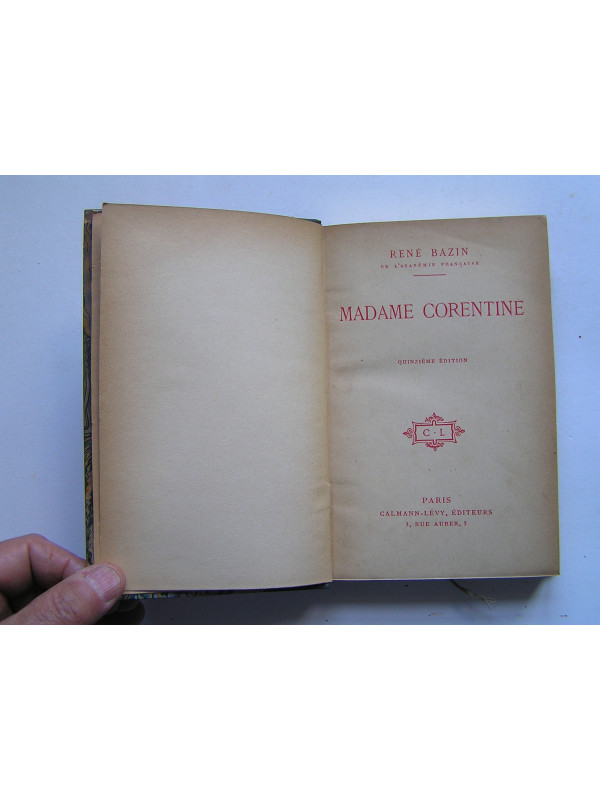 RENÉ BAZIN
DE L'ACADÉMIE FRANÇAISE
MADAME CORENTINE
QUINZIÈME ÉDITION
C · L
PARIS
CALMANN-LÉVY, ÉDITEURS
3, RUE AUBER, 3